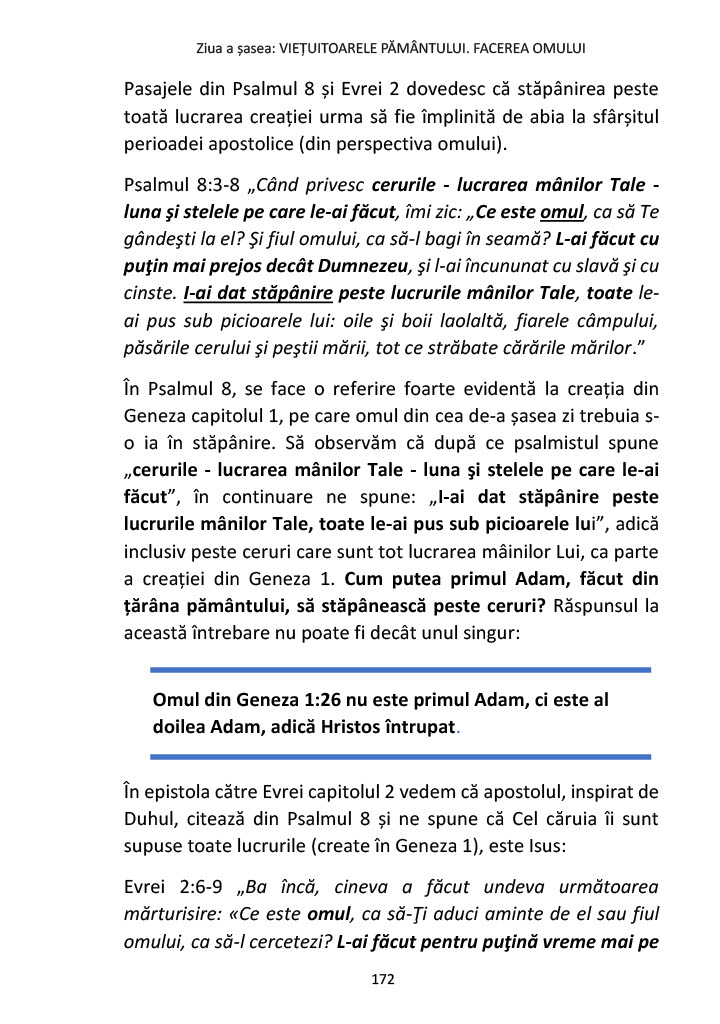 Ziua a șasea: VIEȚUITOARELE PĂMÂNTULUI. FACEREA OMULUI
Pasajele din Psalmul 8 și Evrei 2 dovedesc că stăpânirea peste
toată lucrarea creației urma să fie împlinită de abia la sfârșitul
perioadei apostolice (din perspectiva omului).
Psalmul 8:3-8 „Când privesc cerurile - lucrarea mânilor Tale -
luna şi stelele pe care le-ai făcut, îmi zic: „Ce este omul, ca să Te
gândeşti la el? Şi fiul omului, ca să-l bagi în seamă? L-ai făcut cu
puţin mai prejos decât Dumnezeu, şi l-ai încununat cu slavă şi cu
cinste. I-ai dat stăpânire peste lucrurile mânilor Tale, toate le-
ai pus sub picioarele lui: oile şi boii laolaltă, fiarele câmpului,
păsările cerului şi peştii mării, tot ce străbate cărările mărilor.”
În Psalmul 8, se face o referire foarte evidentă la creația din
Geneza capitolul 1, pe care omul din cea de-a șasea zi trebuia s-
o ia în stăpânire. Să observăm că după ce psalmistul spune
„cerurile - lucrarea mânilor Tale - luna şi stelele pe care le-ai
făcut”, în continuare ne spune: „I-ai dat stăpânire peste
lucrurile mânilor Tale, toate le-ai pus sub picioarele lui”, adică
inclusiv peste ceruri care sunt tot lucrarea mâinilor Lui, ca parte
a creației din Geneza 1. Cum putea primul Adam, făcut din
țărâna pământului, să stăpânească peste ceruri? Răspunsul la
această întrebare nu poate fi decât unul singur:
Omul din Geneza 1:26 nu este primul Adam, ci este al
doilea Adam, adică Hristos întrupat.
În epistola către Evrei capitolul 2 vedem că apostolul, inspirat de
Duhul, citează din Psalmul 8 și ne spune că Cel căruia îi sunt
supuse toate lucrurile (create în Geneza 1), este Isus:
Evrei 2:6-9 „Ba încă, cineva a făcut undeva următoarea
mărturisire: «Ce este omul, ca să-Ţi aduci aminte de el sau fiul
omului, ca să-l cercetezi? L-ai făcut pentru puţină vreme mai pe
172